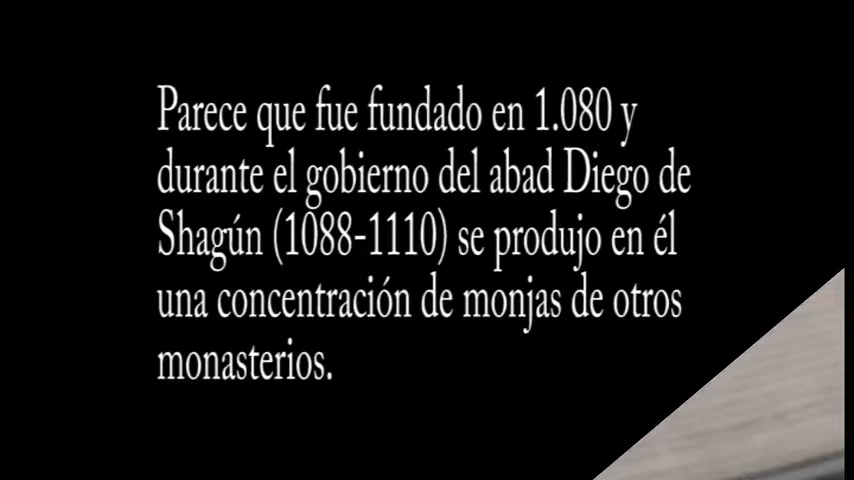 Parece que fue fundado en 1.080 y
durante el gobierno del abad Diego de
Shagún (1088-1110) se produjo en él
una concentración de monjas de otros
monasterios.